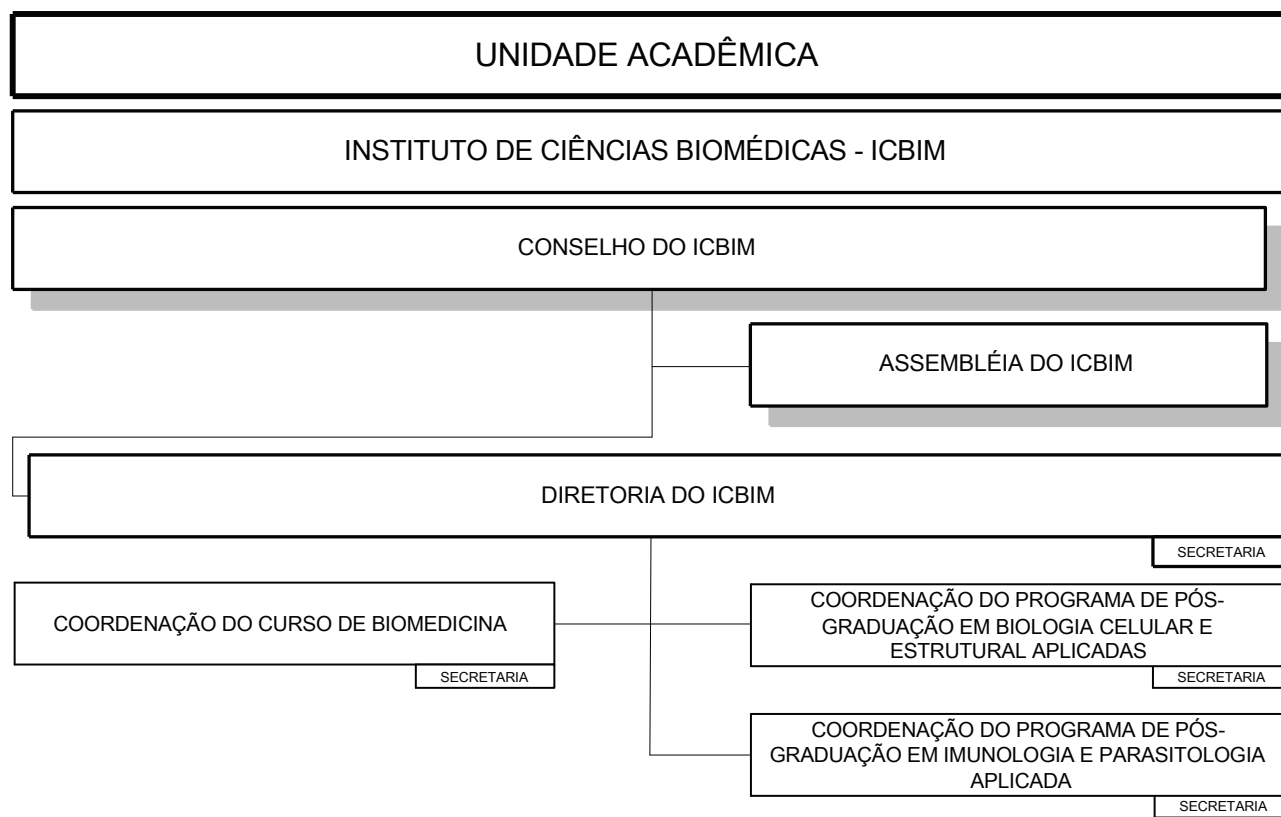 UNIDADE ACADÊMICA
INSTITUTO DE CIÊNCIAS BIOMÉDICAS - ICBIM
CONSELHO DO ICBIM
ASSEMBLÉIA DO ICBIM
DIRETORIA DO ICBIM
SECRETARIA
COORDENAÇÃO DO CURSO DE BIOMEDICINA
SECRETARIA
COORDENAÇÃO DO PROGRAMA DE PÓS-
GRADUAÇÃO EM BIOLOGIA CELULAR E
ESTRUTURAL APLICADAS
SECRETARIA
COORDENAÇÃO DO PROGRAMA DE PÓS-
GRADUAÇÃO EM IMUNOLOGIA E PARASITOLOGIA
APLICADA
SECRETARIA